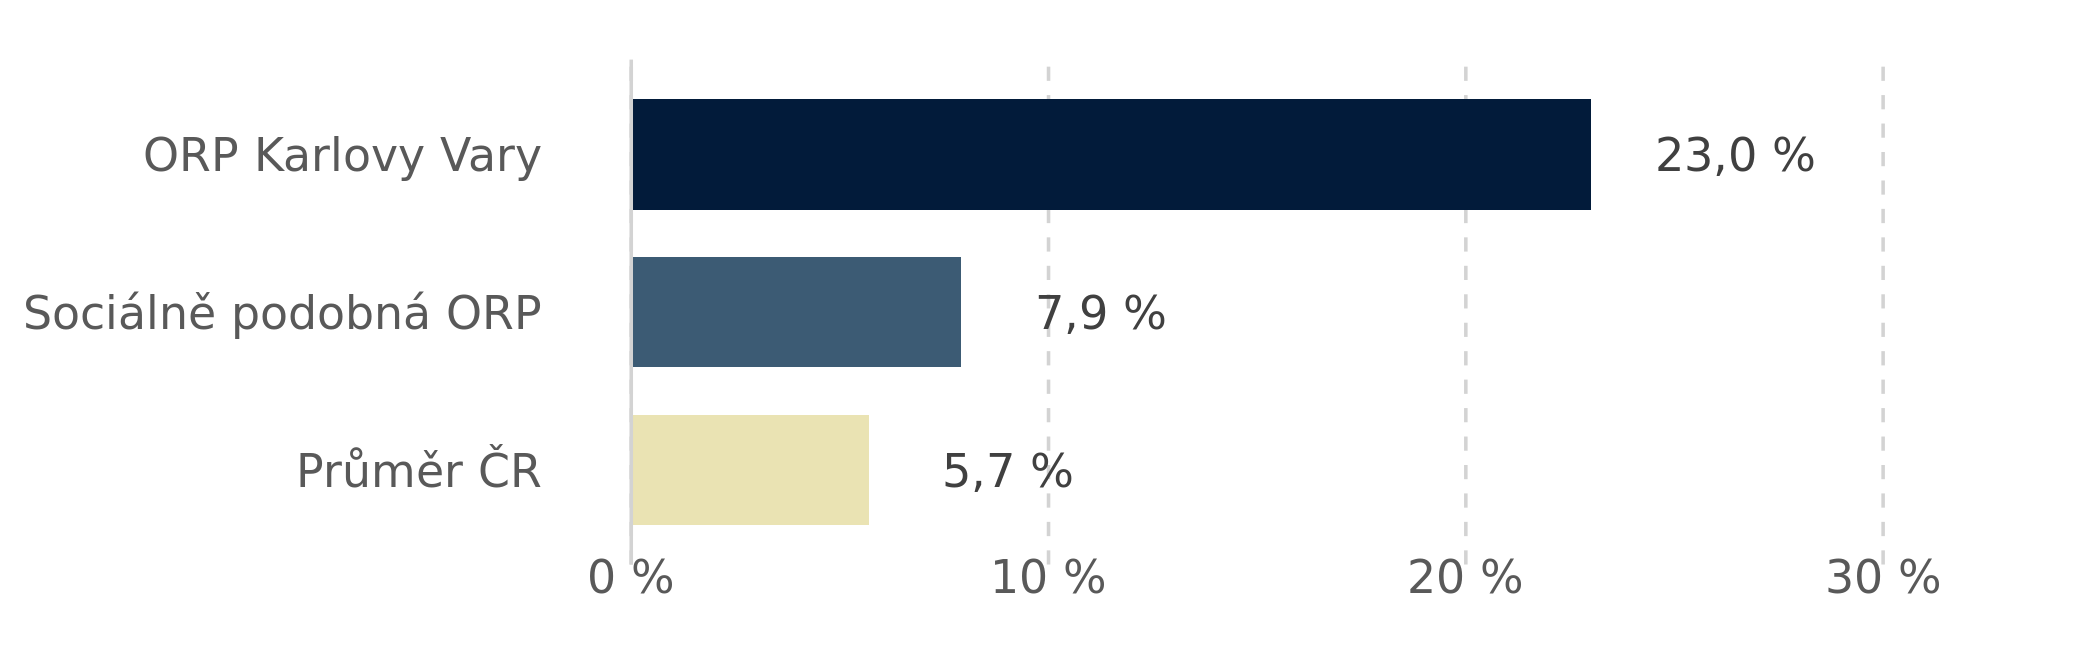 ORP Karlovy Vary
23,0 %
Sociálně podobná ORP
7,9 %
Průměr ČR
5,7 %
0 %
10 %
20 %
30 %